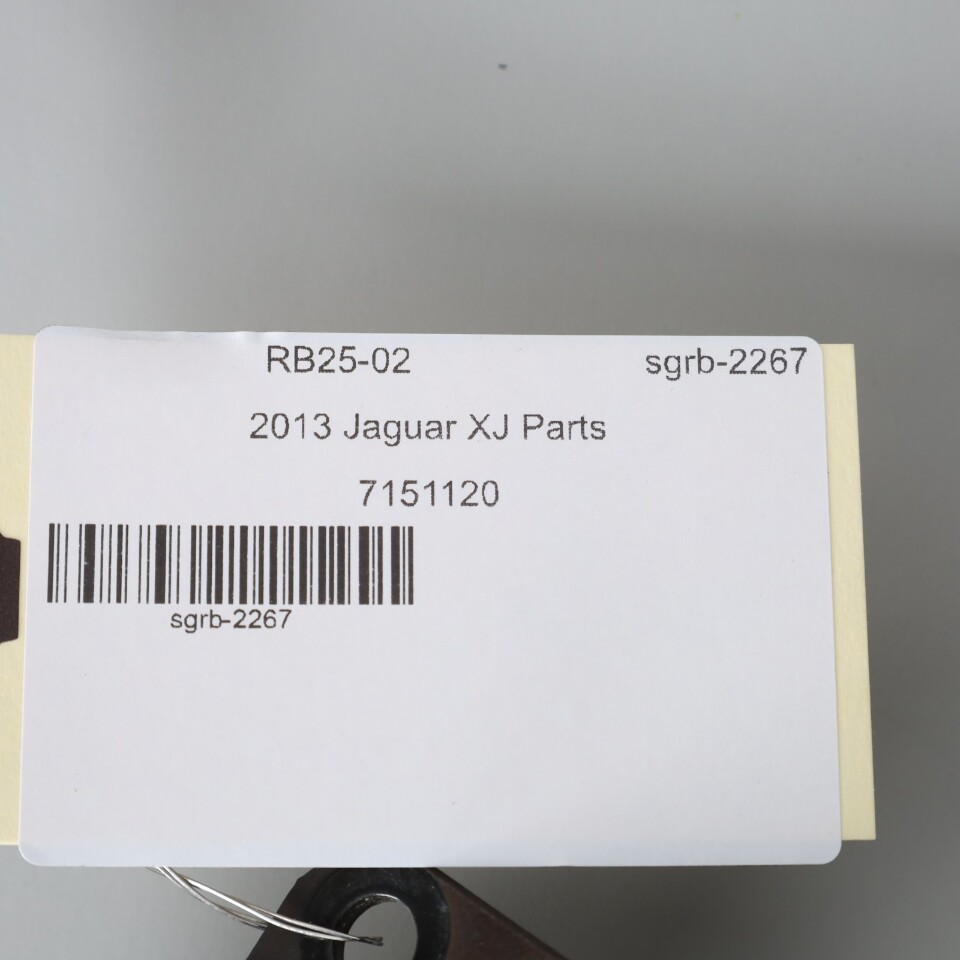 RB25-02 sgrb-2267
2013 Jaguar XJ Parts
7151120
sgrb-2267